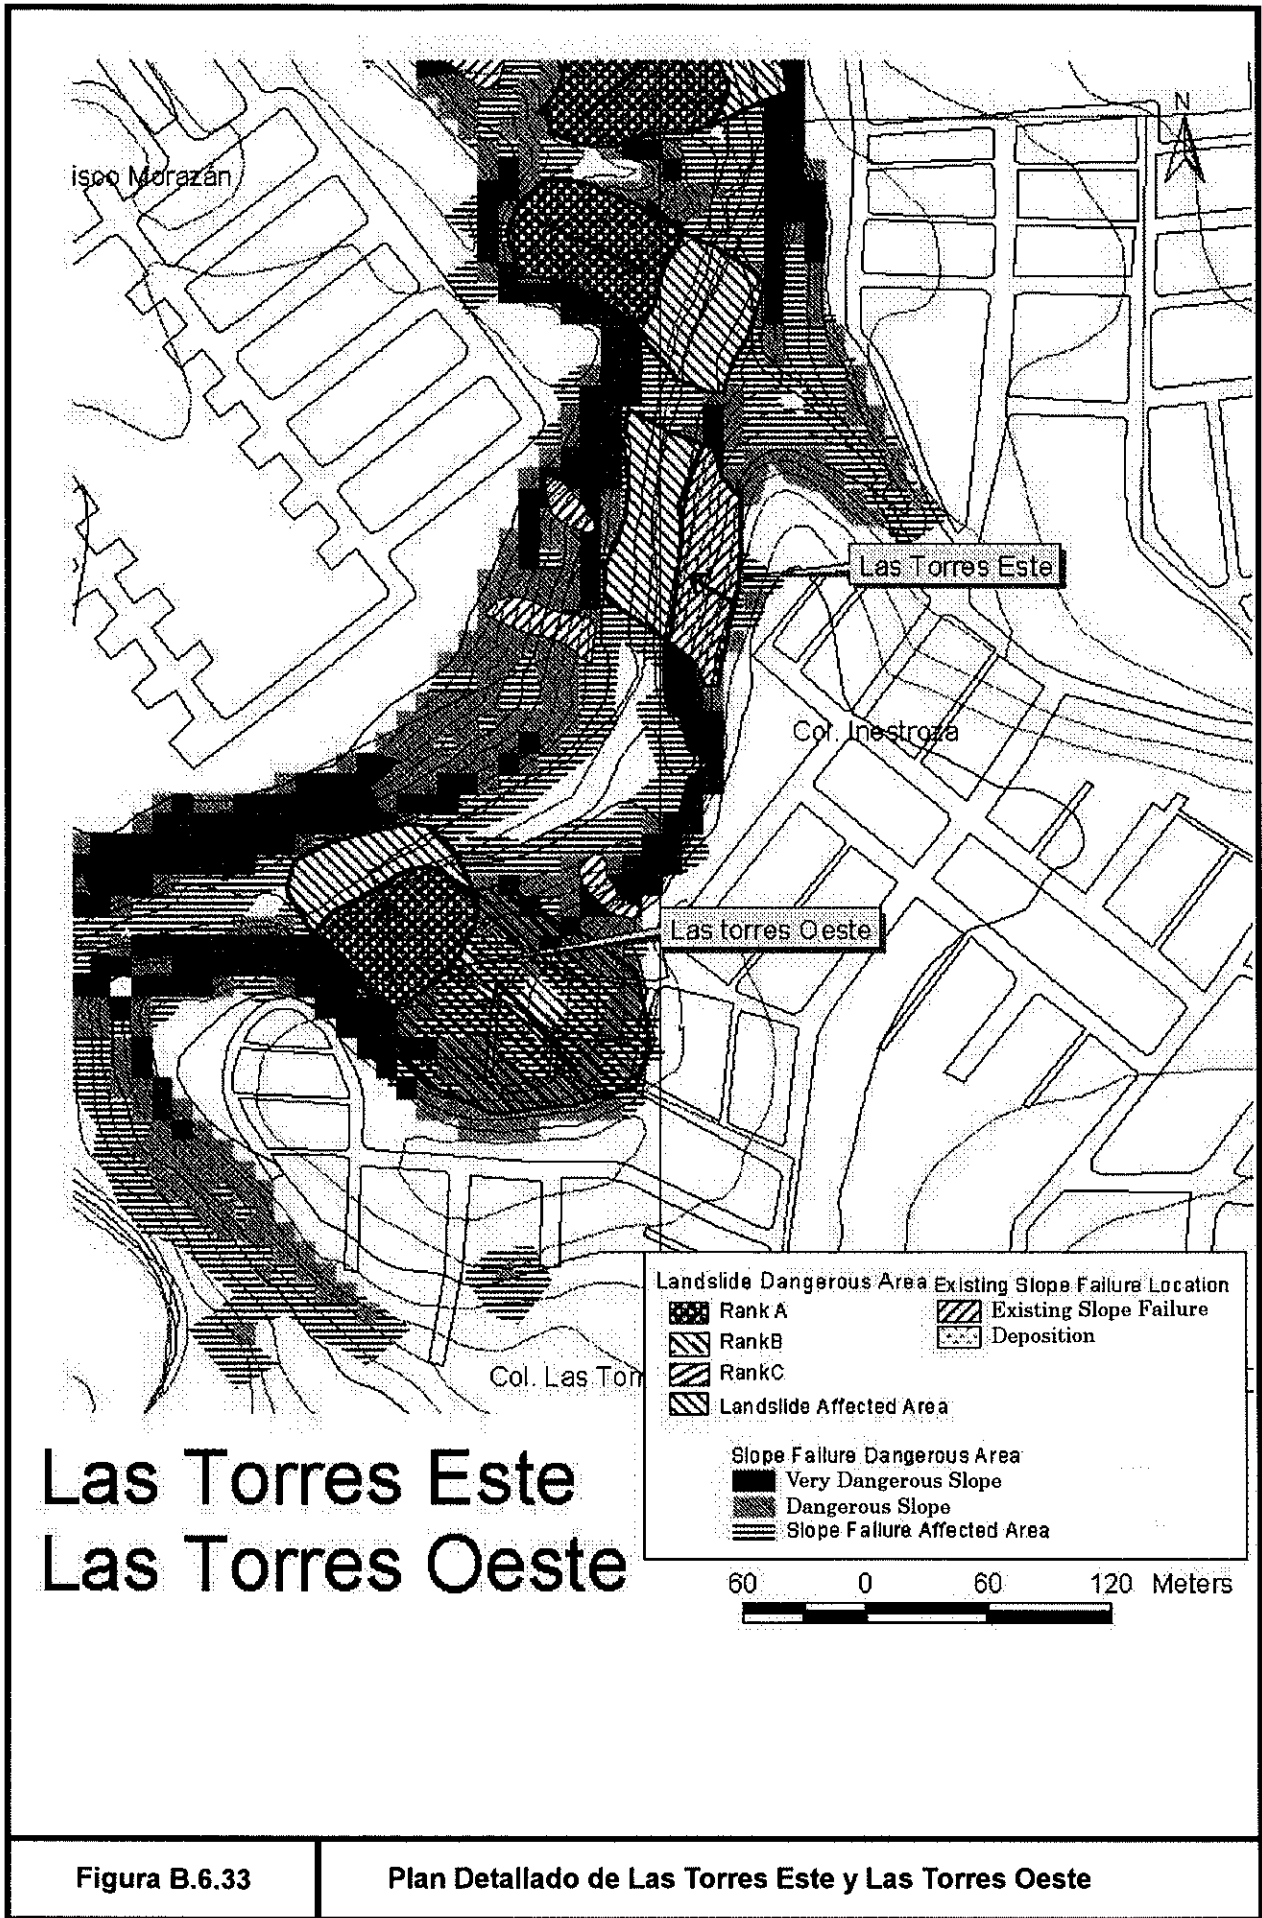 N
isco Morazán
Las Torres Este
Col. Inestroza
Las torres Oeste
Col. Las Torr
Landslide Dangerous Area
Rank A
RankB
RankC
Landslide Affected Area
Existing Slope Failure Location
Existing Slope Failure
Deposition
Slope Failure Dangerous Area
Very Dangerous Slope
Dangerous Slope
Slope Failure Affected Area
Las Torres Este
Las Torres Oeste
60 0 60 120 Meters
Figura B.6.33
Plan Detallado de Las Torres Este y Las Torres Oeste